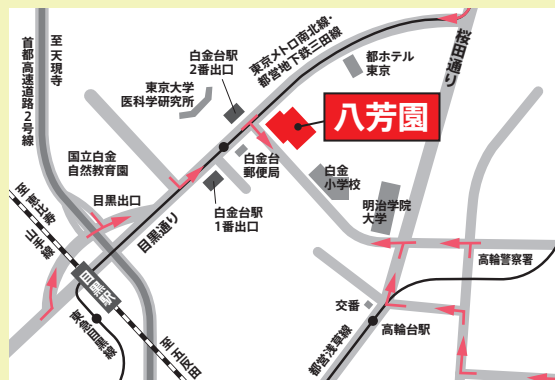 至天現寺
首都高速道路2号線
東京メトロ南北線・
都営地下鉄三田線
桜田通り
白金台駅
2番出口
都ホテル
東京
東京大学
医科学研究所
八芳園
国立白金
自然教育園
白金台
郵便局
白金
小学校
目黒出口
白金台駅
1番出口
明治学院
大学
至恵比寿
山手線
目黒通り
高輪警察署
目黒駅
交番
高輪台駅
東急目黒線
至五反田
都営浅草線